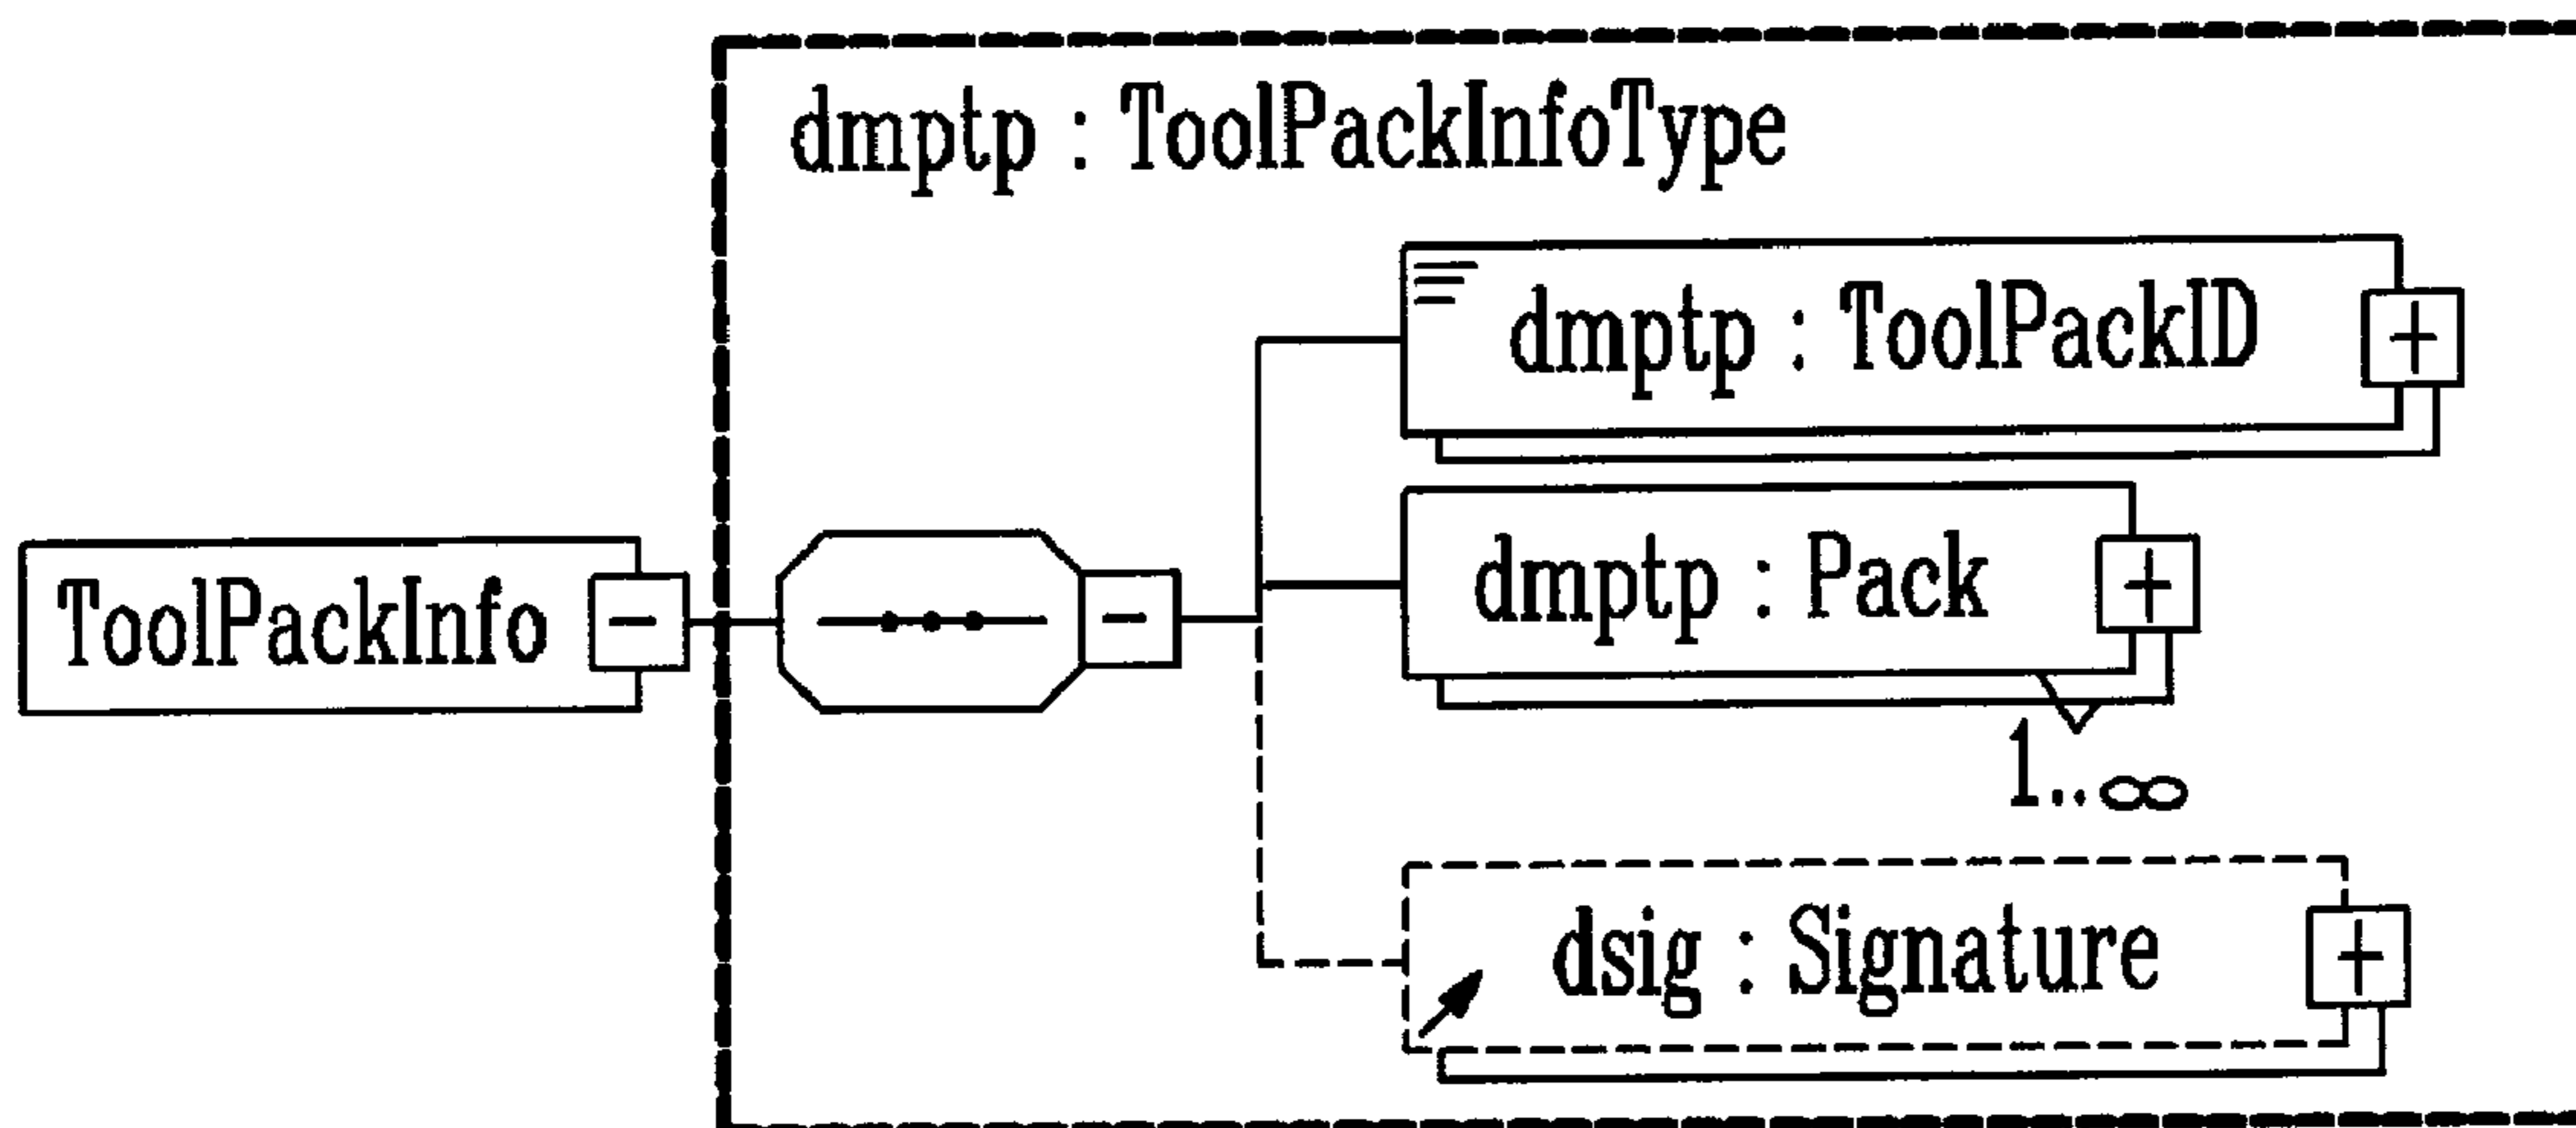 dmptp : ToolPackInfoType
dmptp : ToolPackID
ToolPackInfo
dmptp : Pack
1..∞
dsig : Signature